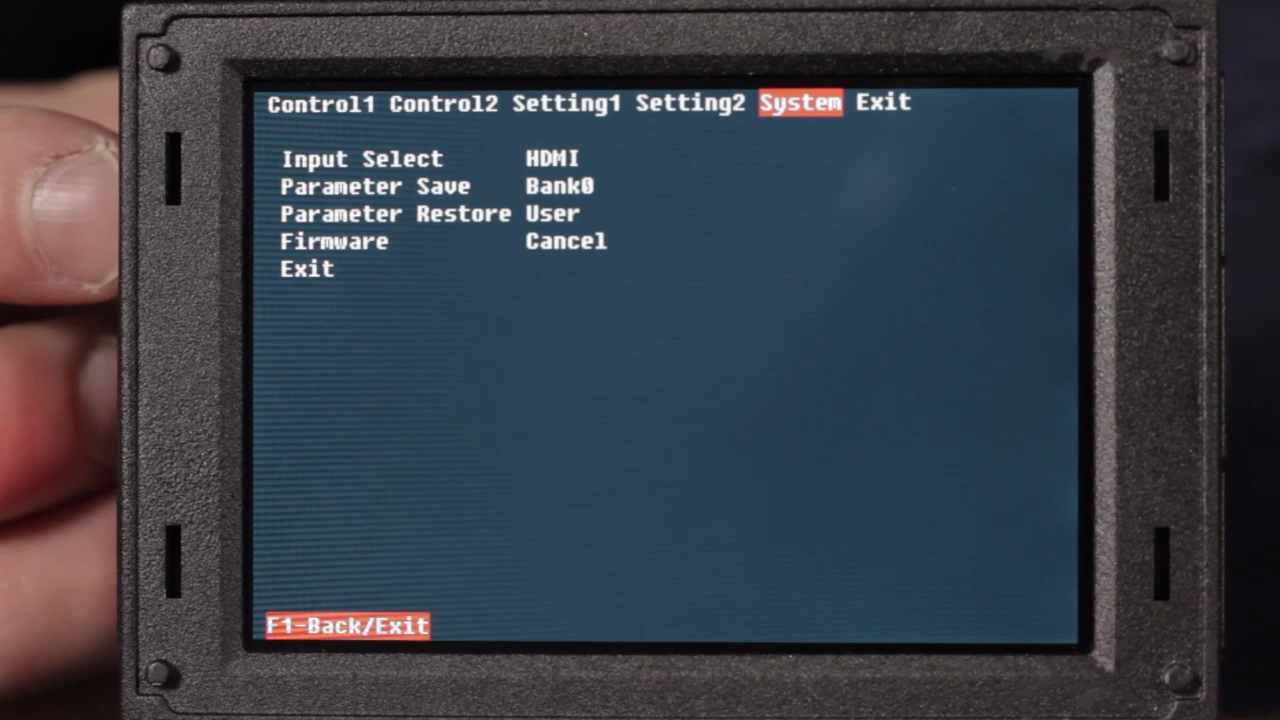 Control1 Control2 Setting1 Setting2 System Exit
Input Select HDMI
Parameter Save Bank0
Parameter Restore User
Firmware Cancel
Exit
F1-Back/Exit